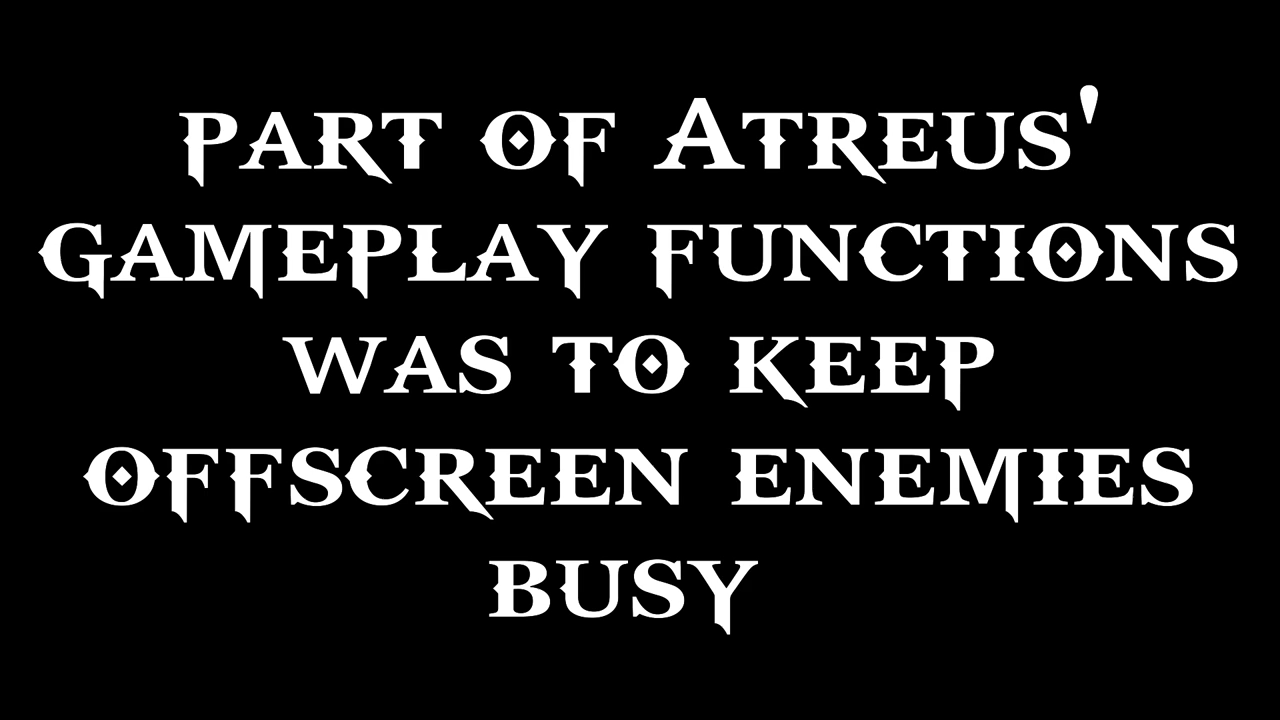 part of Atreus'
gameplay functions
was to keep
offscreen enemies
busy